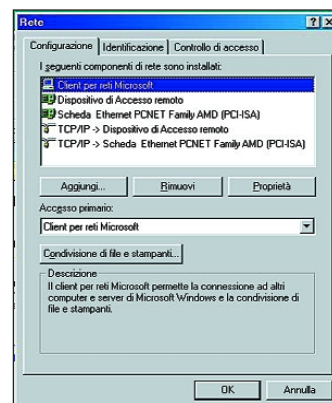 Rete
Configurazione Identificazione Controllo di accesso
I seguenti componenti di rete sono installati:
Client per reti Microsoft
Dispositivo di Accesso remoto
Scheda Ethernet PCNET Family AMD (PCI-ISA)
TCP/IP -> Dispositivo di Accesso remoto
TCP/IP -> Scheda Ethernet PCNET Family AMD (PCI-ISA)
Aggiungi... Rimuovi Proprietà
Accesso primario:
Client per reti Microsoft
Condivisione di file e stampanti...
Descrizione
Il client per reti Microsoft permette la connessione ad altri
computer e server di Microsoft Windows e la condivisione di
file e stampanti.
OK Annulla